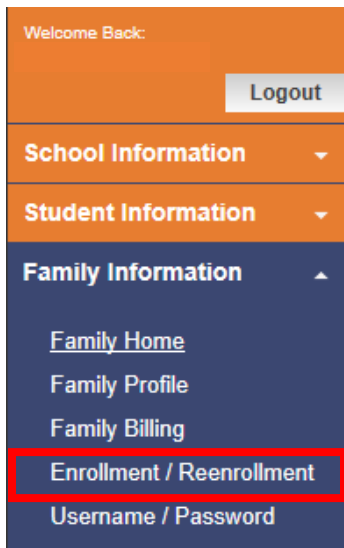 Welcome Back:
Logout
School Information
Student Information
Family Information
Family Home
Family Profile
Family Billing
Enrollment / Reenrollment
Username / Password